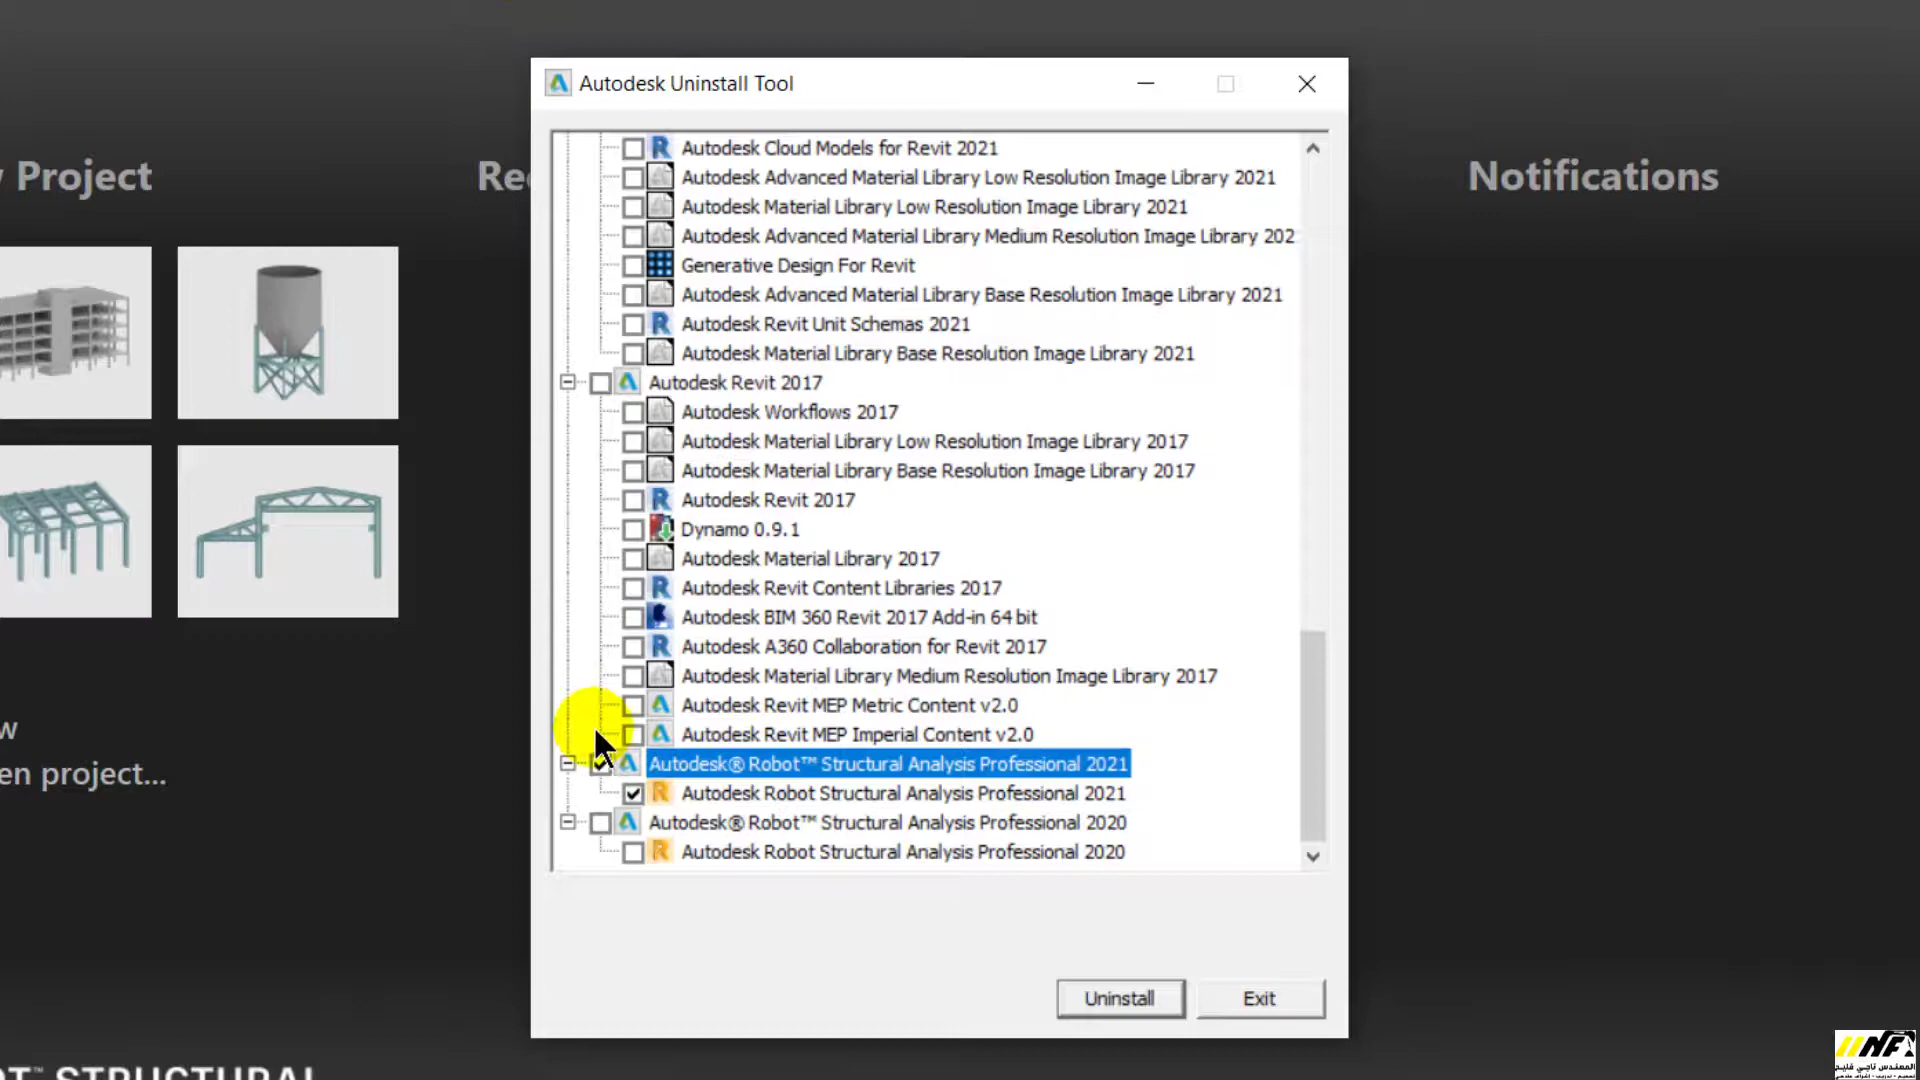 Autodesk Uninstall Tool
Project
Rec
Notifications
Autodesk Cloud Models for Revit 2021
Autodesk Advanced Material Library Low Resolution Image Library 2021
Autodesk Material Library Low Resolution Image Library 2021
Autodesk Advanced Material Library Medium Resolution Image Library 202
Generative Design For Revit
Autodesk Advanced Material Library Base Resolution Image Library 2021
Autodesk Revit Unit Schemas 2021
Autodesk Material Library Base Resolution Image Library 2021
Autodesk Revit 2017
Autodesk Workflows 2017
Autodesk Material Library Low Resolution Image Library 2017
Autodesk Material Library Base Resolution Image Library 2017
Autodesk Revit 2017
Dynamo 0.9.1
Autodesk Material Library 2017
Autodesk Revit Content Libraries 2017
Autodesk BIM 360 Revit 2017 Add-in 64 bit
Autodesk A360 Collaboration for Revit 2017
Autodesk Material Library Medium Resolution Image Library 2017
Autodesk Revit MEP Metric Content v2.0
Autodesk Revit MEP Imperial Content v2.0
Autodesk® Robot™ Structural Analysis Professional 2021
Autodesk Robot Structural Analysis Professional 2021
Autodesk® Robot™ Structural Analysis Professional 2020
Autodesk Robot Structural Analysis Professional 2020
w
en project...
Uninstall
Exit
OT™ STRUCTURAL
المهندس ناجي فليح